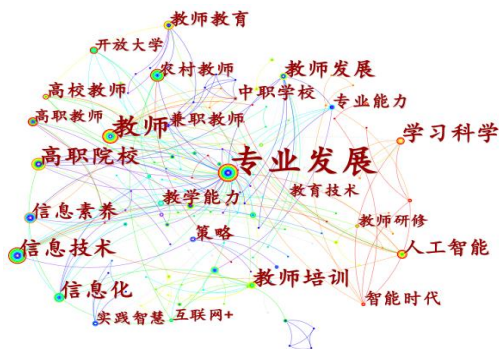 教师教育
开放大学
农村教师
教师发展
高校教师
中职学校
专业能力
高职教师
教师
兼职教师
学习科学
高职院校
专业发展
教学能力
教育技术
信息素养
教师研修
策略
信息技术
人工智能
教师培训
信息化
智能时代
实践智慧
互联网+